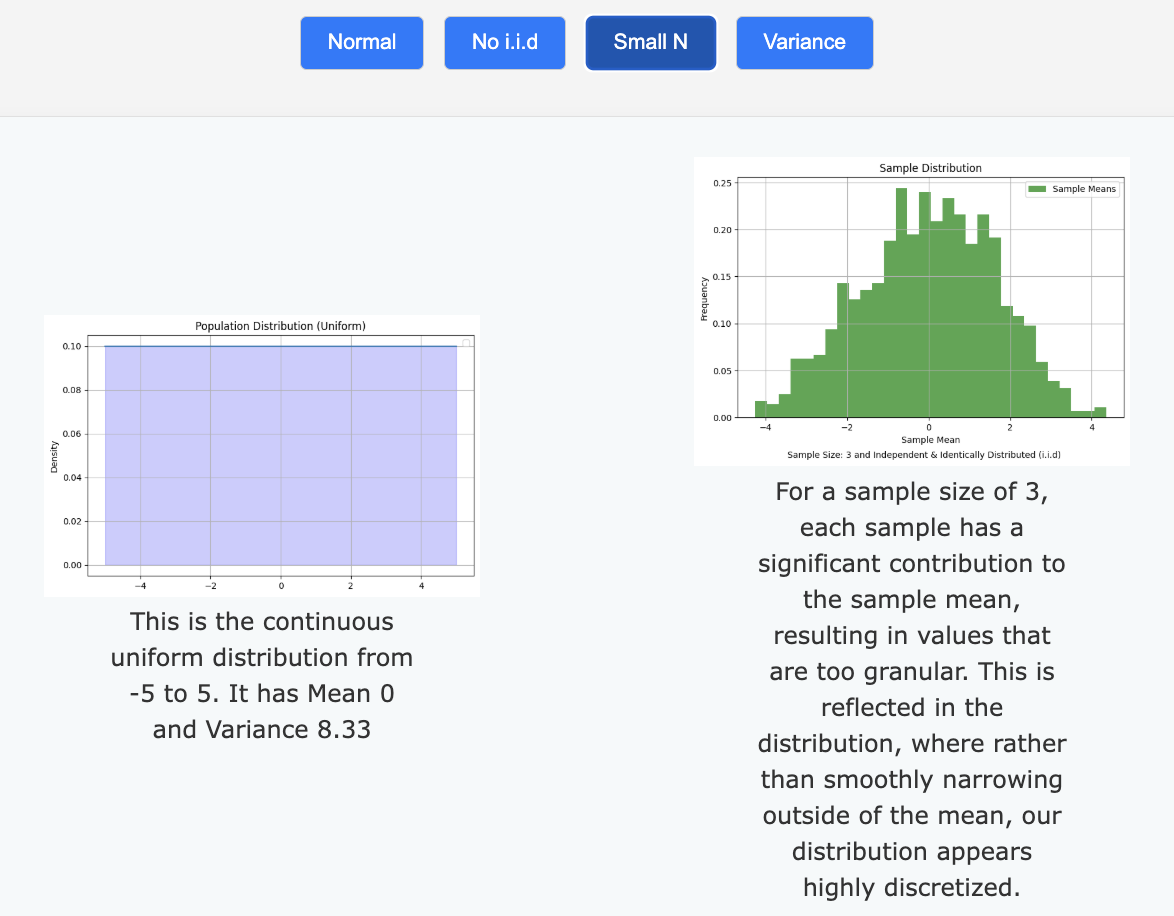 Normal
No i.i.d
Small N
Variance
Population Distribution (Uniform)
Density
0.10
0.08
0.06
0.04
0.02
0.00
−4
−2
0
2
4
This is the continuous
uniform distribution from
-5 to 5. It has Mean 0
and Variance 8.33
Sample Distribution
Sample Means
Frequency
0.25
0.20
0.15
0.10
0.05
0.00
−4
−2
0
2
4
Sample Mean
Sample Size: 3 and Independent & Identically Distributed (i.i.d)
For a sample size of 3,
each sample has a
significant contribution to
the sample mean,
resulting in values that
are too granular. This is
reflected in the
distribution, where rather
than smoothly narrowing
outside of the mean, our
distribution appears
highly discretized.